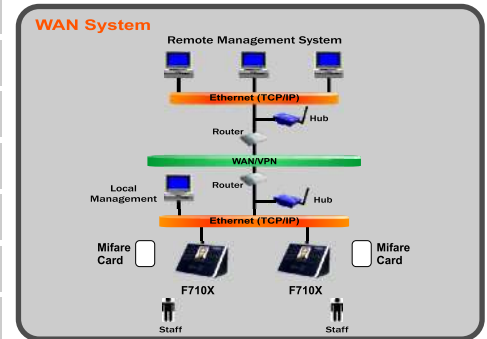 WAN System
Remote Management System
Ethernet (TCP/IP)
Hub
Router
WAN/VPN
Router
Local
Management
Hub
Ethernet (TCP/IP)
Mifare
Card
Mifare
Card
F710X
F710X
Staff
Staff